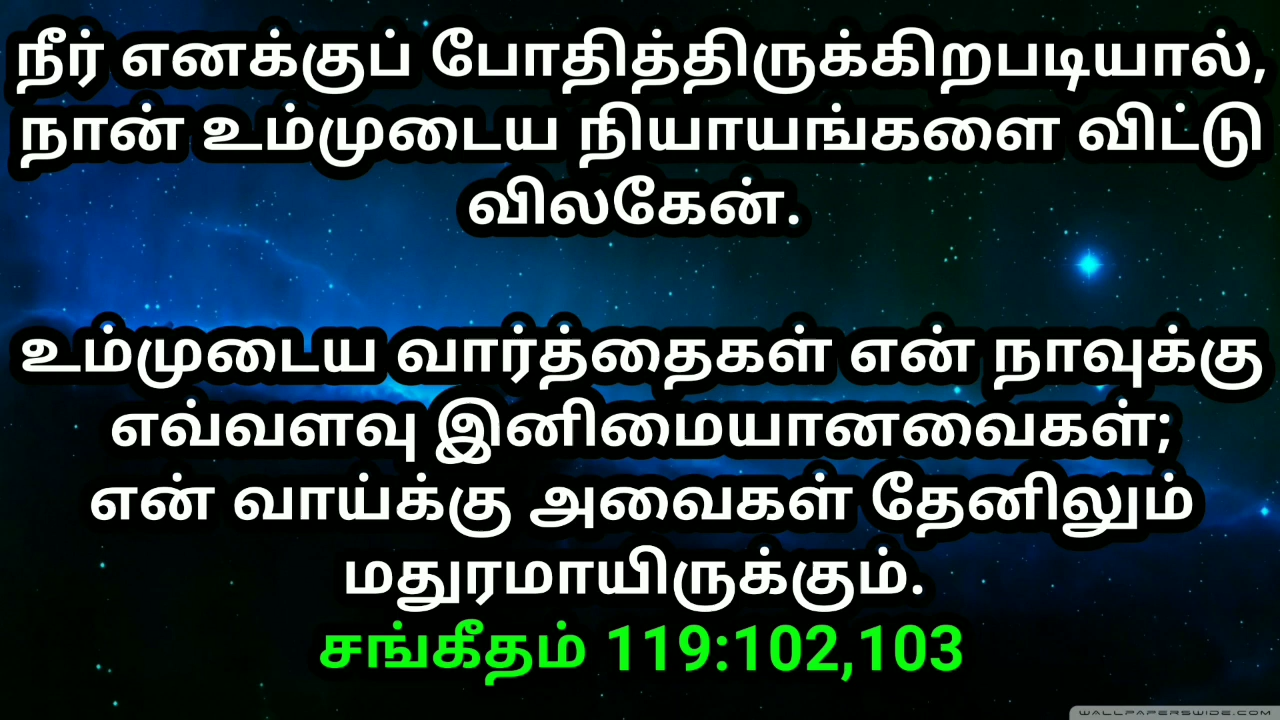 நீர் எனக்குப் போதித்திருக்கிறபடியால்,
நான் உம்முடைய நியாயங்களை விட்டு
விலகேன்.
உம்முடைய வார்த்தைகள் என் நாவுக்கு
எவ்வளவு இனிமையானவைகள்;
என் வாய்க்கு அவைகள் தேனிலும்
மதுரமாயிருக்கும்.
சங்கீதம் 119:102,103
WALLPAPERSWIDE.COM